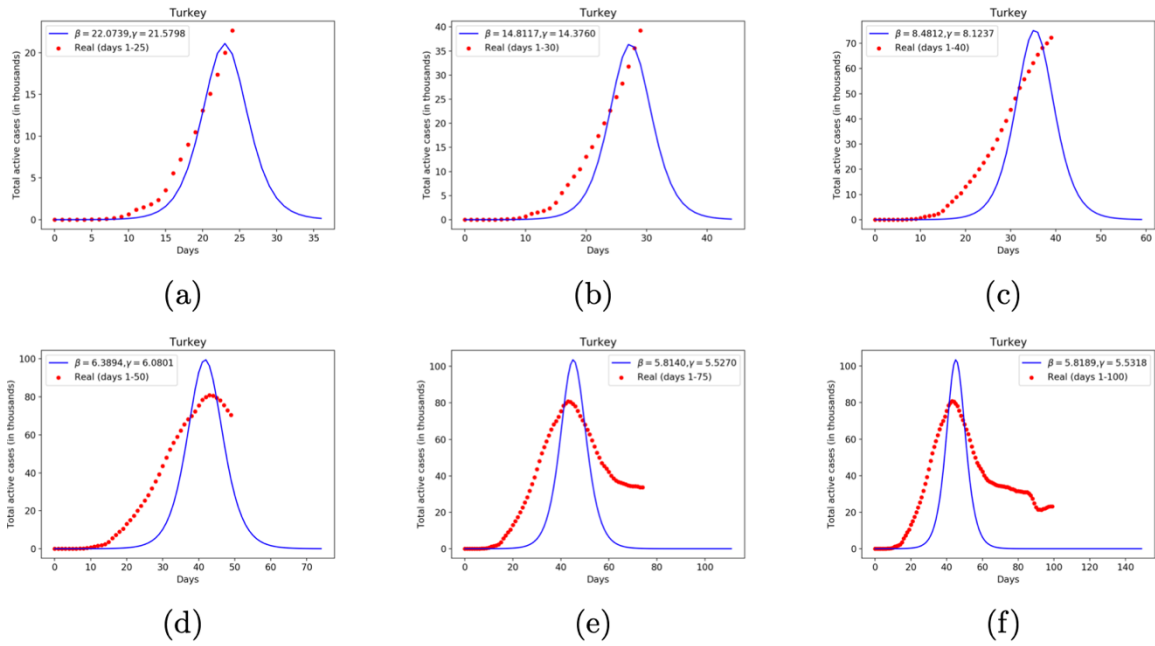 Turkey
β = 22.0739,γ = 21.5798
Real (days 1-25)
Total active cases (in thousands)
20
15
10
5
0
0 5 10 15 20 25 30 35
Days
(a)
Turkey
β = 14.8117,γ = 14.3760
Real (days 1-30)
Total active cases (in thousands)
40
35
30
25
20
15
10
5
0
0 10 20 30 40
Days
(b)
Turkey
β = 8.4812,γ = 8.1237
Real (days 1-40)
Total active cases (in thousands)
70
60
50
40
30
20
10
0
0 10 20 30 40 50 60
Days
(c)
Turkey
β = 6.3894,γ = 6.0801
Real (days 1-50)
Total active cases (in thousands)
100
80
60
40
20
0
0 10 20 30 40 50 60 70
Days
(d)
Turkey
β = 5.8140,γ = 5.5270
Real (days 1-75)
Total active cases (in thousands)
100
80
60
40
20
0
0 20 40 60 80 100
Days
(e)
Turkey
β = 5.8189,γ = 5.5318
Real (days 1-100)
Total active cases (in thousands)
100
80
60
40
20
0
0 20 40 60 80 100 120 140
Days
(f)